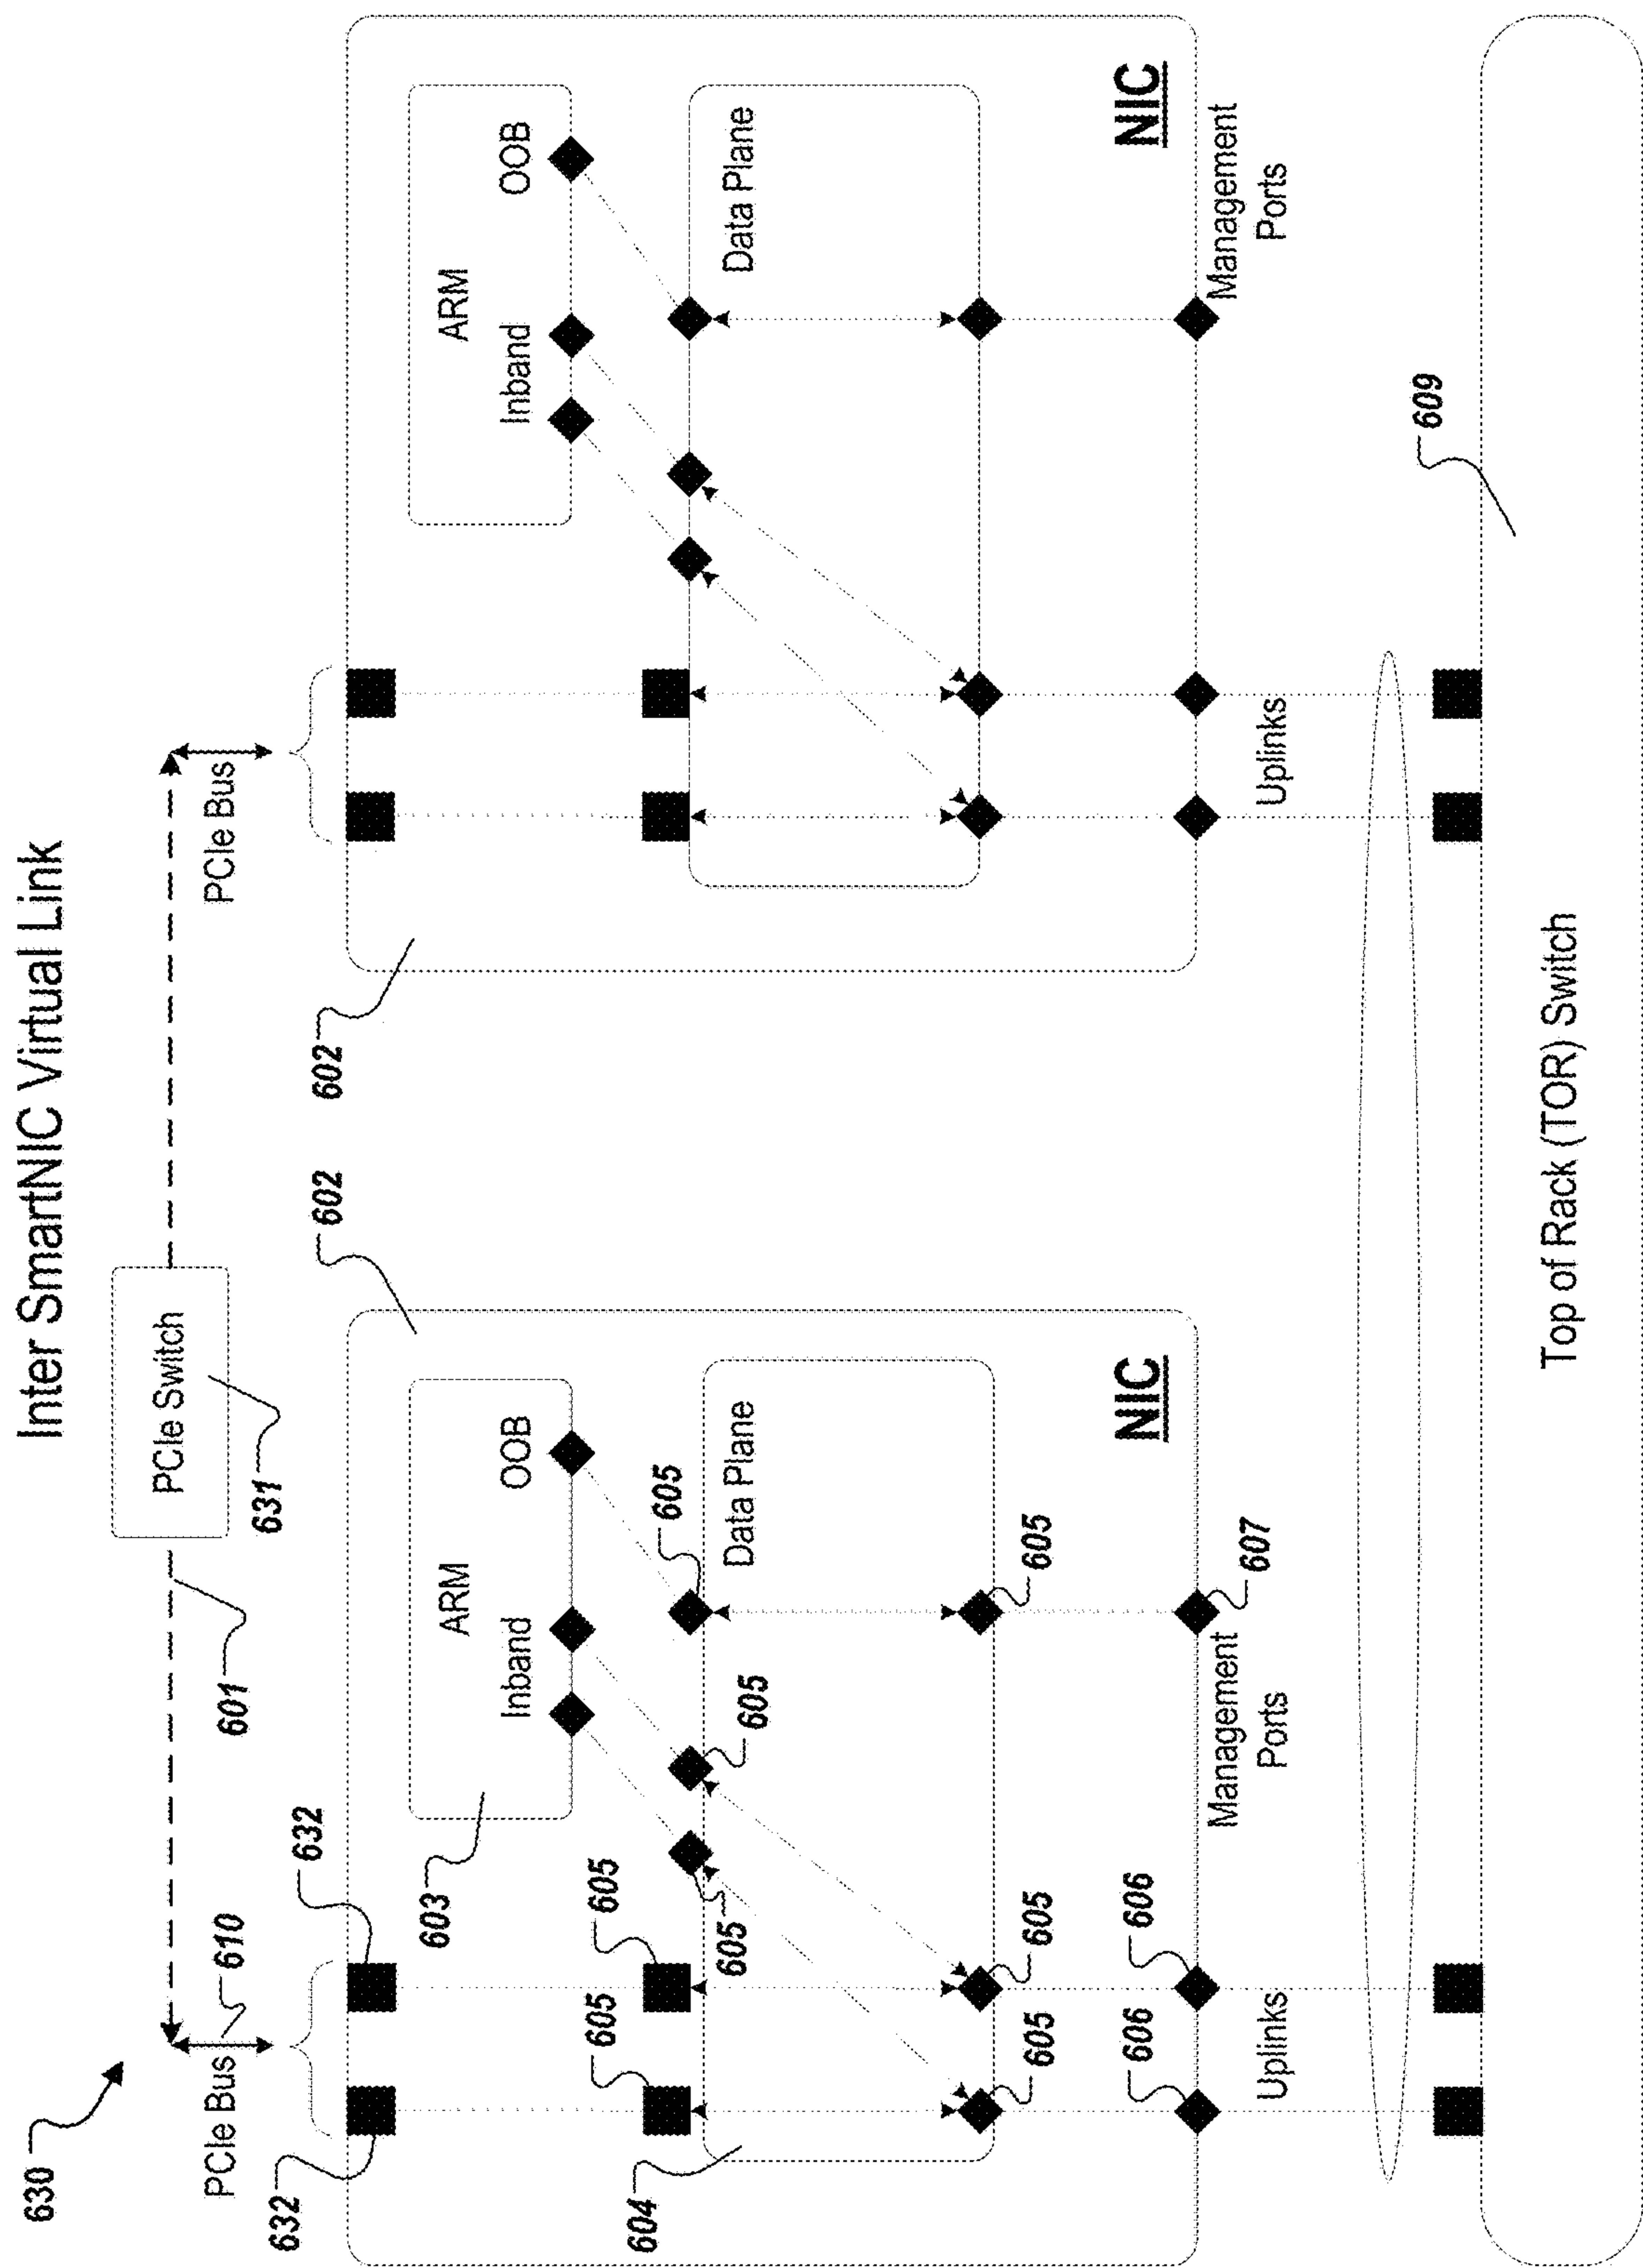 Inter SmartNIC Virtual Link
630
PCIe Switch
631
601
PCIe Bus
610
PCIe Bus
632
632
602
602
ARM
Inband
OOB
603
605
605
605
605
605
Data Plane
604
605
605
605
606
606
607
Uplinks
Management
Ports
NIC
ARM
Inband
OOB
Data Plane
Uplinks
Management
Ports
NIC
609
Top of Rack (TOR) Switch